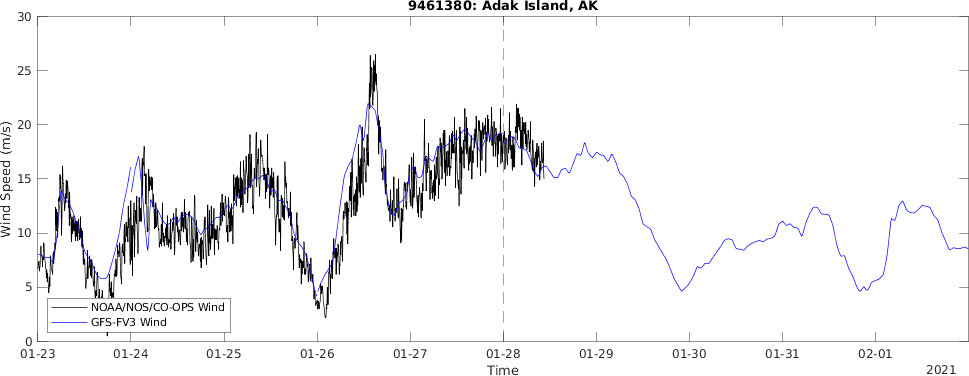 9461380: Adak Island, AK
30
25
20
15
10
5
0
Wind Speed (m/s)
NOAA/NOS/CO-OPS Wind
GFS-FV3 Wind
01-23 01-24 01-25 01-26 01-27 01-28 01-29 01-30 01-31 02-01
Time
2021